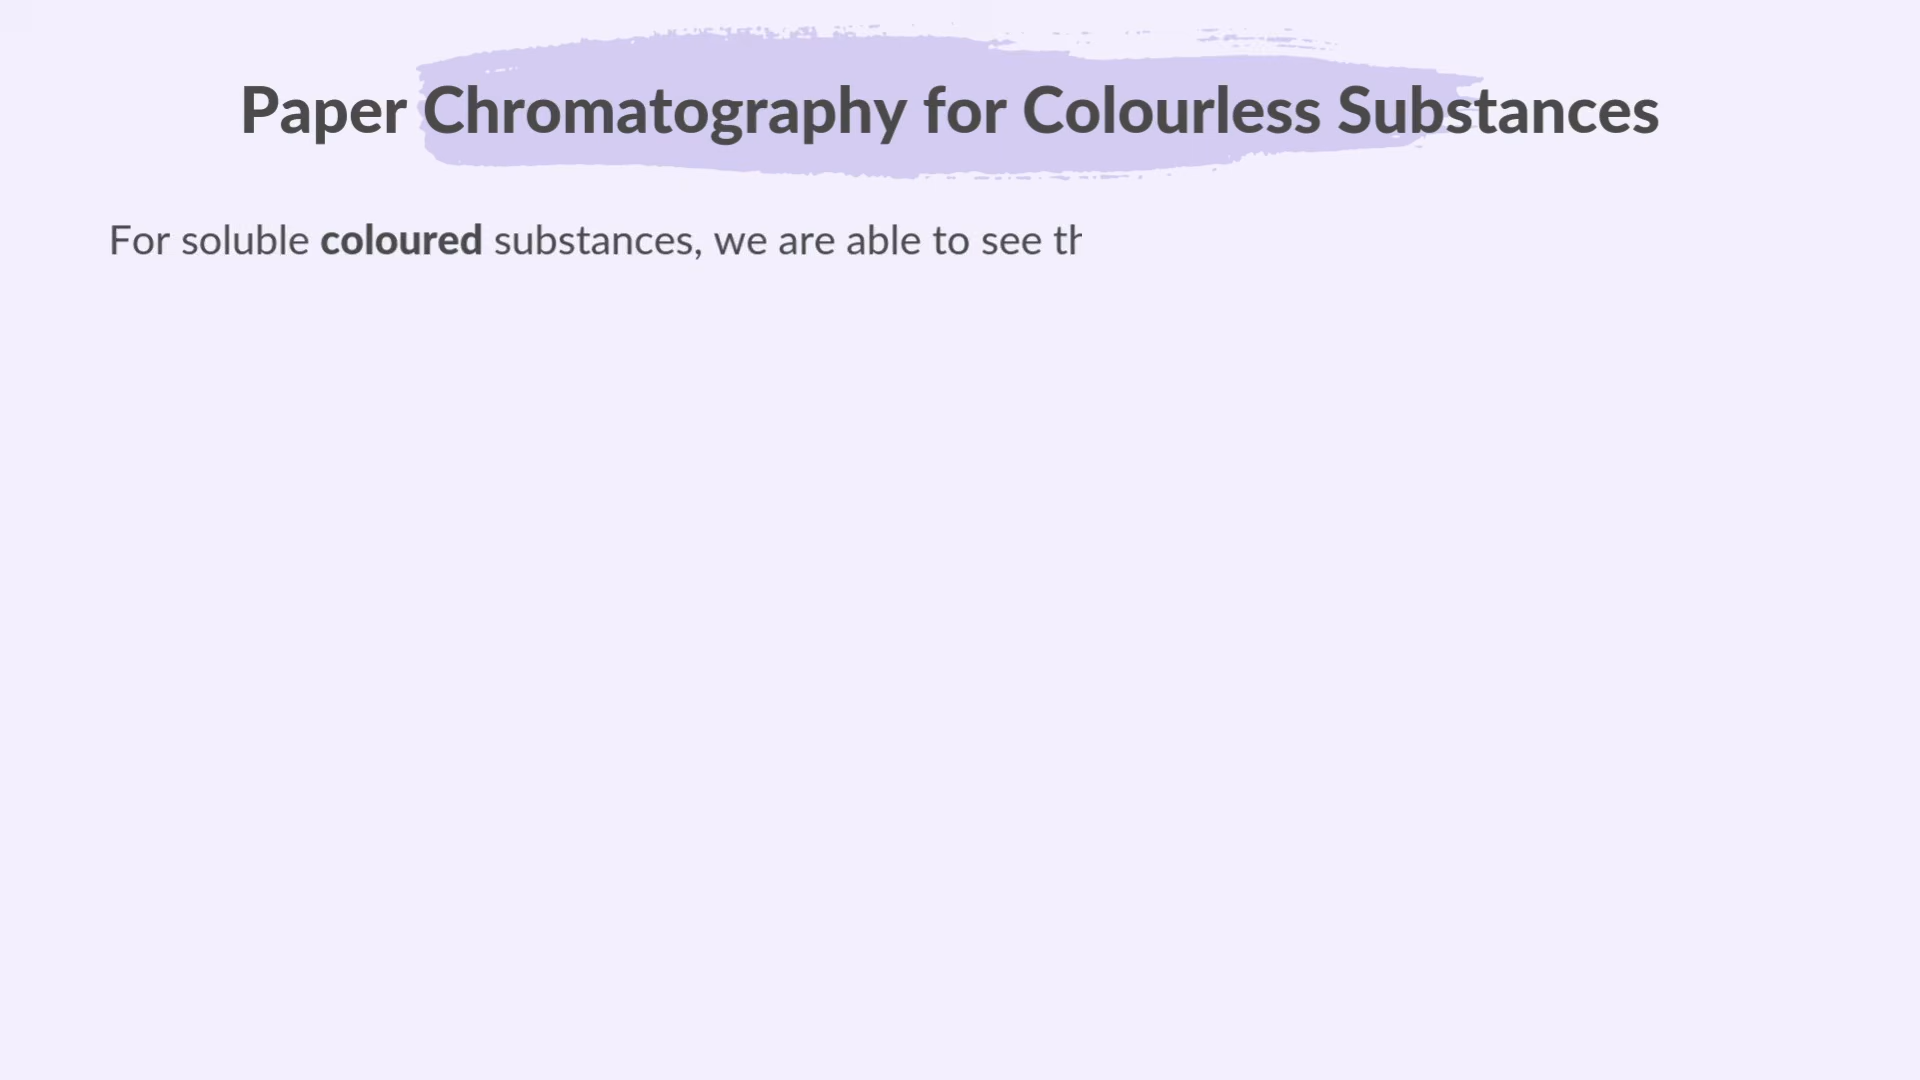 Paper Chromatography for Colourless Substances
For soluble coloured substances, we are able to see